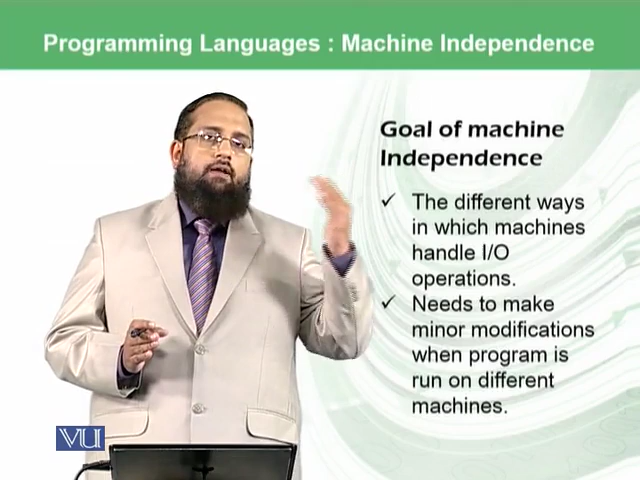 Programming Languages : Machine Independence
Goal of machine
Independence
✓ The different ways
in which machines
handle I/O
operations.
✓ Needs to make
minor modifications
when program is
run on different
machines.
VU